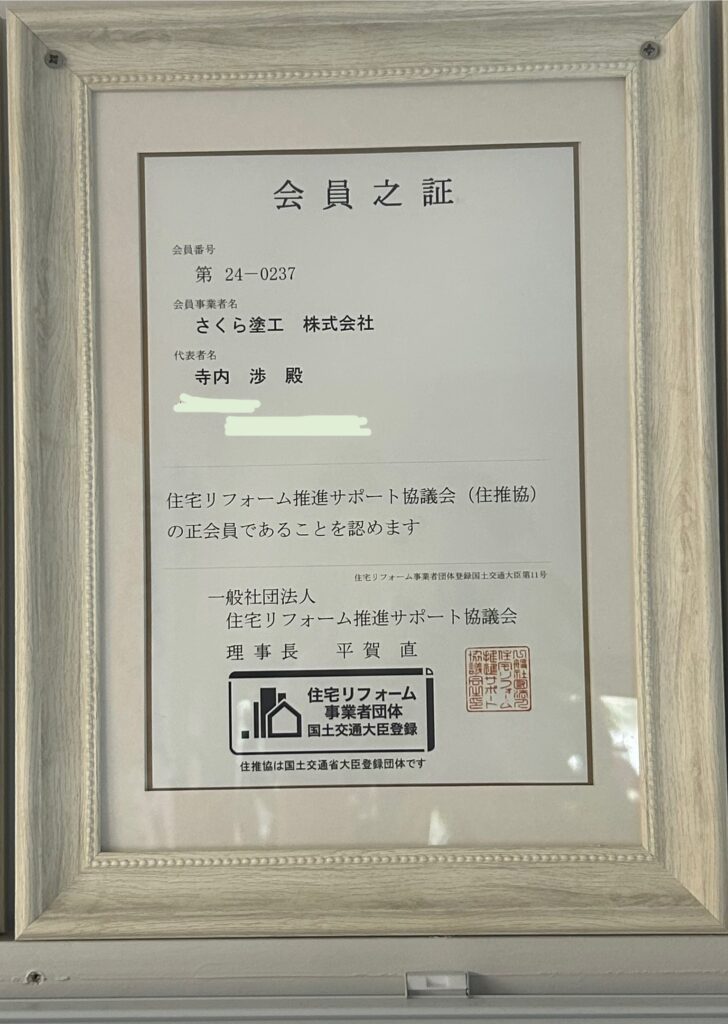 会員之証
会員番号
第 24－0237
会員事業者名
さくら塗工 株式会社
代表者名
寺内 渉 殿
住宅リフォーム推進サポート協議会（住推協）
の正会員であることを認めます
住宅リフォーム事業者団体登録国土交通大臣第11号
一般社団法人
住宅リフォーム推進サポート協議会
理事長 平賀 直
住宅リフォーム
事業者団体
国土交通大臣登録
住推協は国土交通省大臣登録団体です